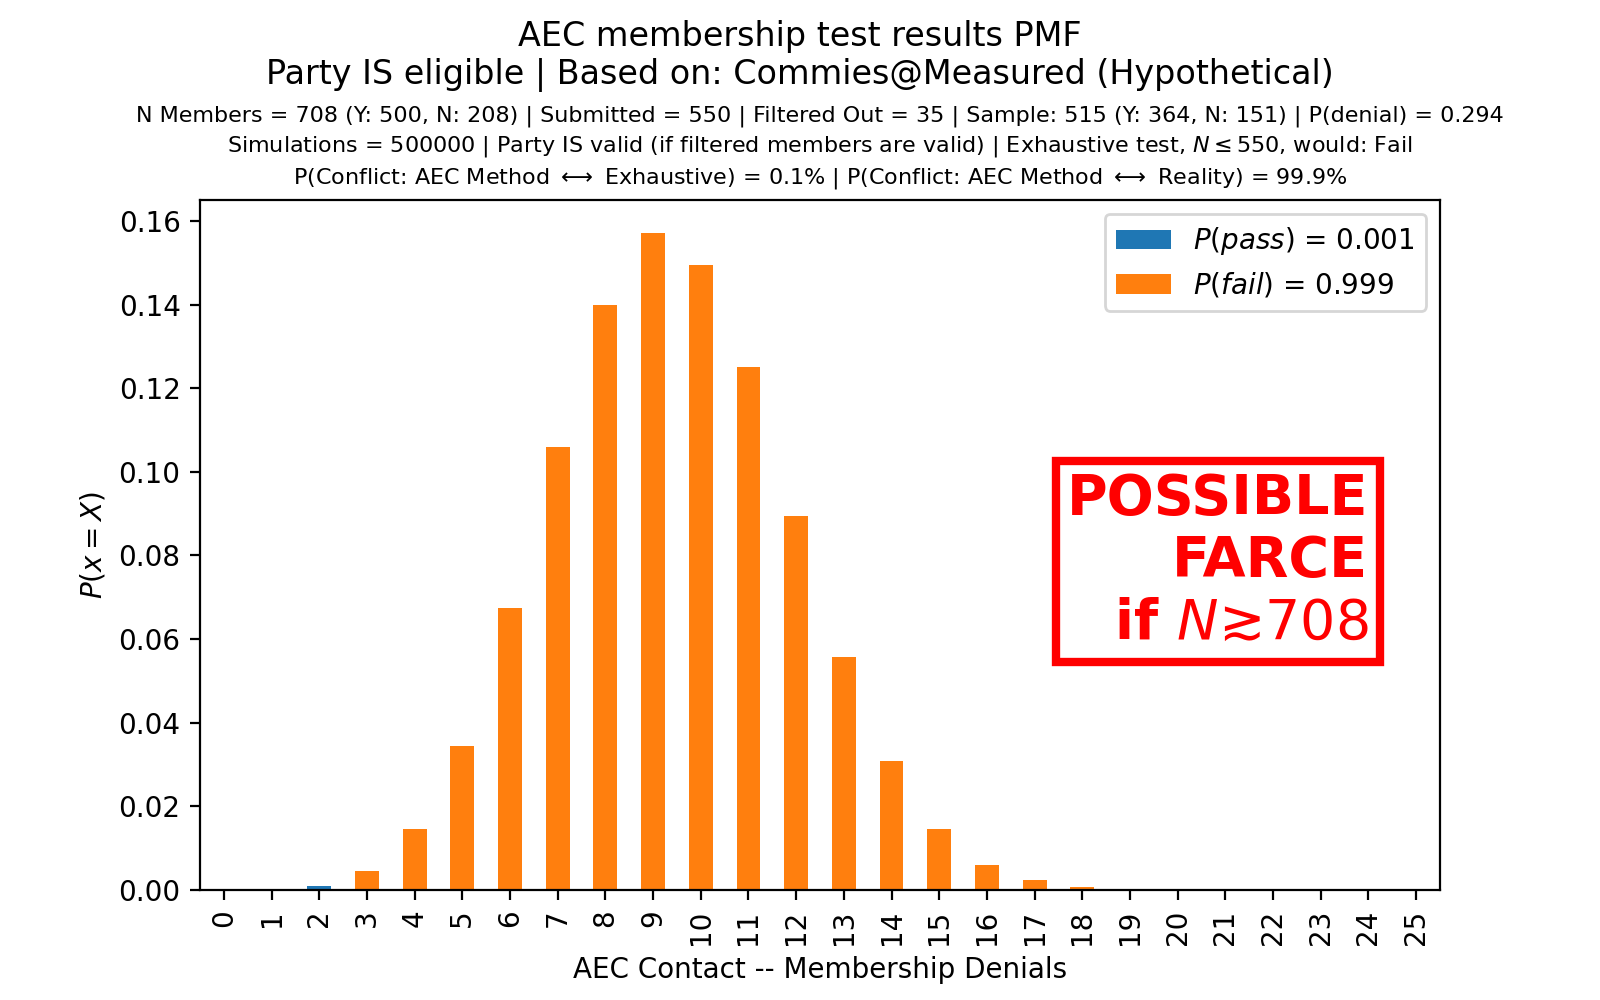 AEC membership test results PMF
Party IS eligible | Based on: Commies@Measured (Hypothetical)
N Members = 708 (Y: 500, N: 208) | Submitted = 550 | Filtered Out = 35 | Sample: 515 (Y: 364, N: 151) | P(denial) = 0.294
Simulations = 500000 | Party IS valid (if filtered members are valid) | Exhaustive test, N ≤ 550, would: Fail
P(Conflict: AEC Method ⟷ Exhaustive) = 0.1% | P(Conflict: AEC Method ⟷ Reality) = 99.9%
P(pass) = 0.001
P(fail) = 0.999
0.16
0.14
0.12
0.10
0.08
0.06
0.04
0.02
0.00
P(x = X)
POSSIBLE
FARCE
if N≳708
0 1 2 3 4 5 6 7 8 9 10 11 12 13 14 15 16 17 18 19 20 21 22 23 24 25
AEC Contact -- Membership Denials